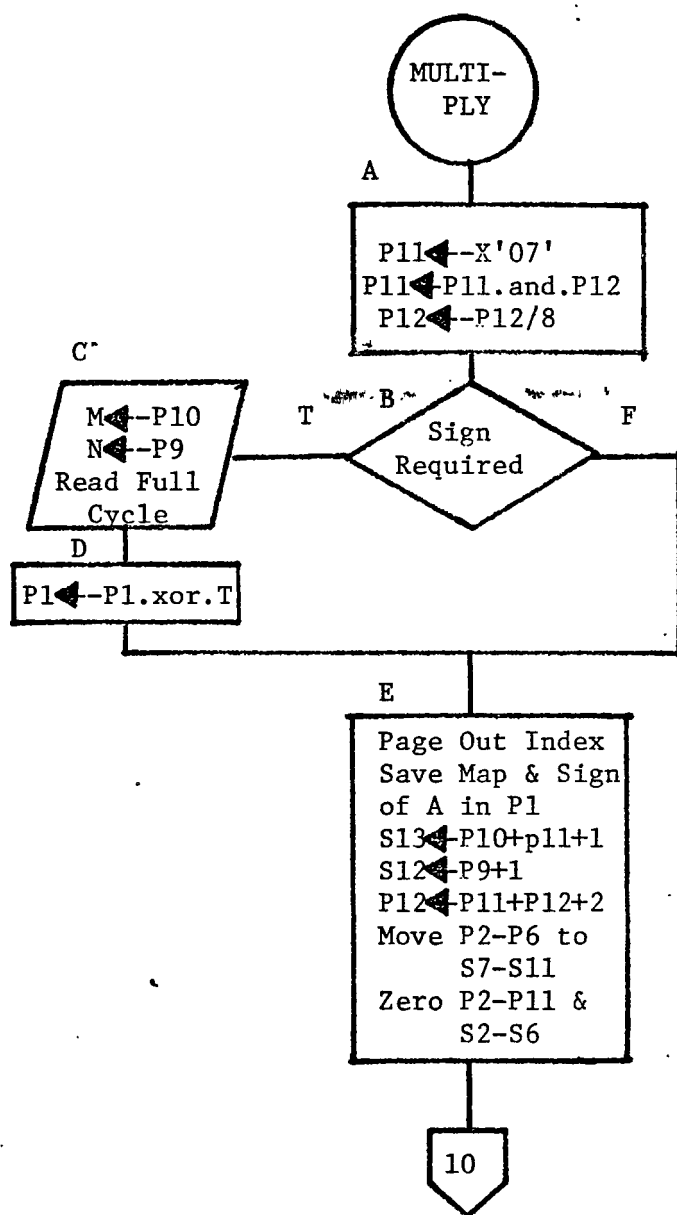 MULTI-
PLY
A
P11◄--X'07'
P11◄-P11.and.P12
P12◄--P12/8
C
M◄--P10
N◄--P9
Read Full
Cycle
T
B
F
Sign
Required
D
P1◄--P1.xor.T
E
Page Out Index
Save Map & Sign
of A in P1
S13◄-P10+p11+1
S12◄-P9+1
P12◄-P11+P12+2
Move P2-P6 to
S7-S11
Zero P2-P11 &
S2-S6
10